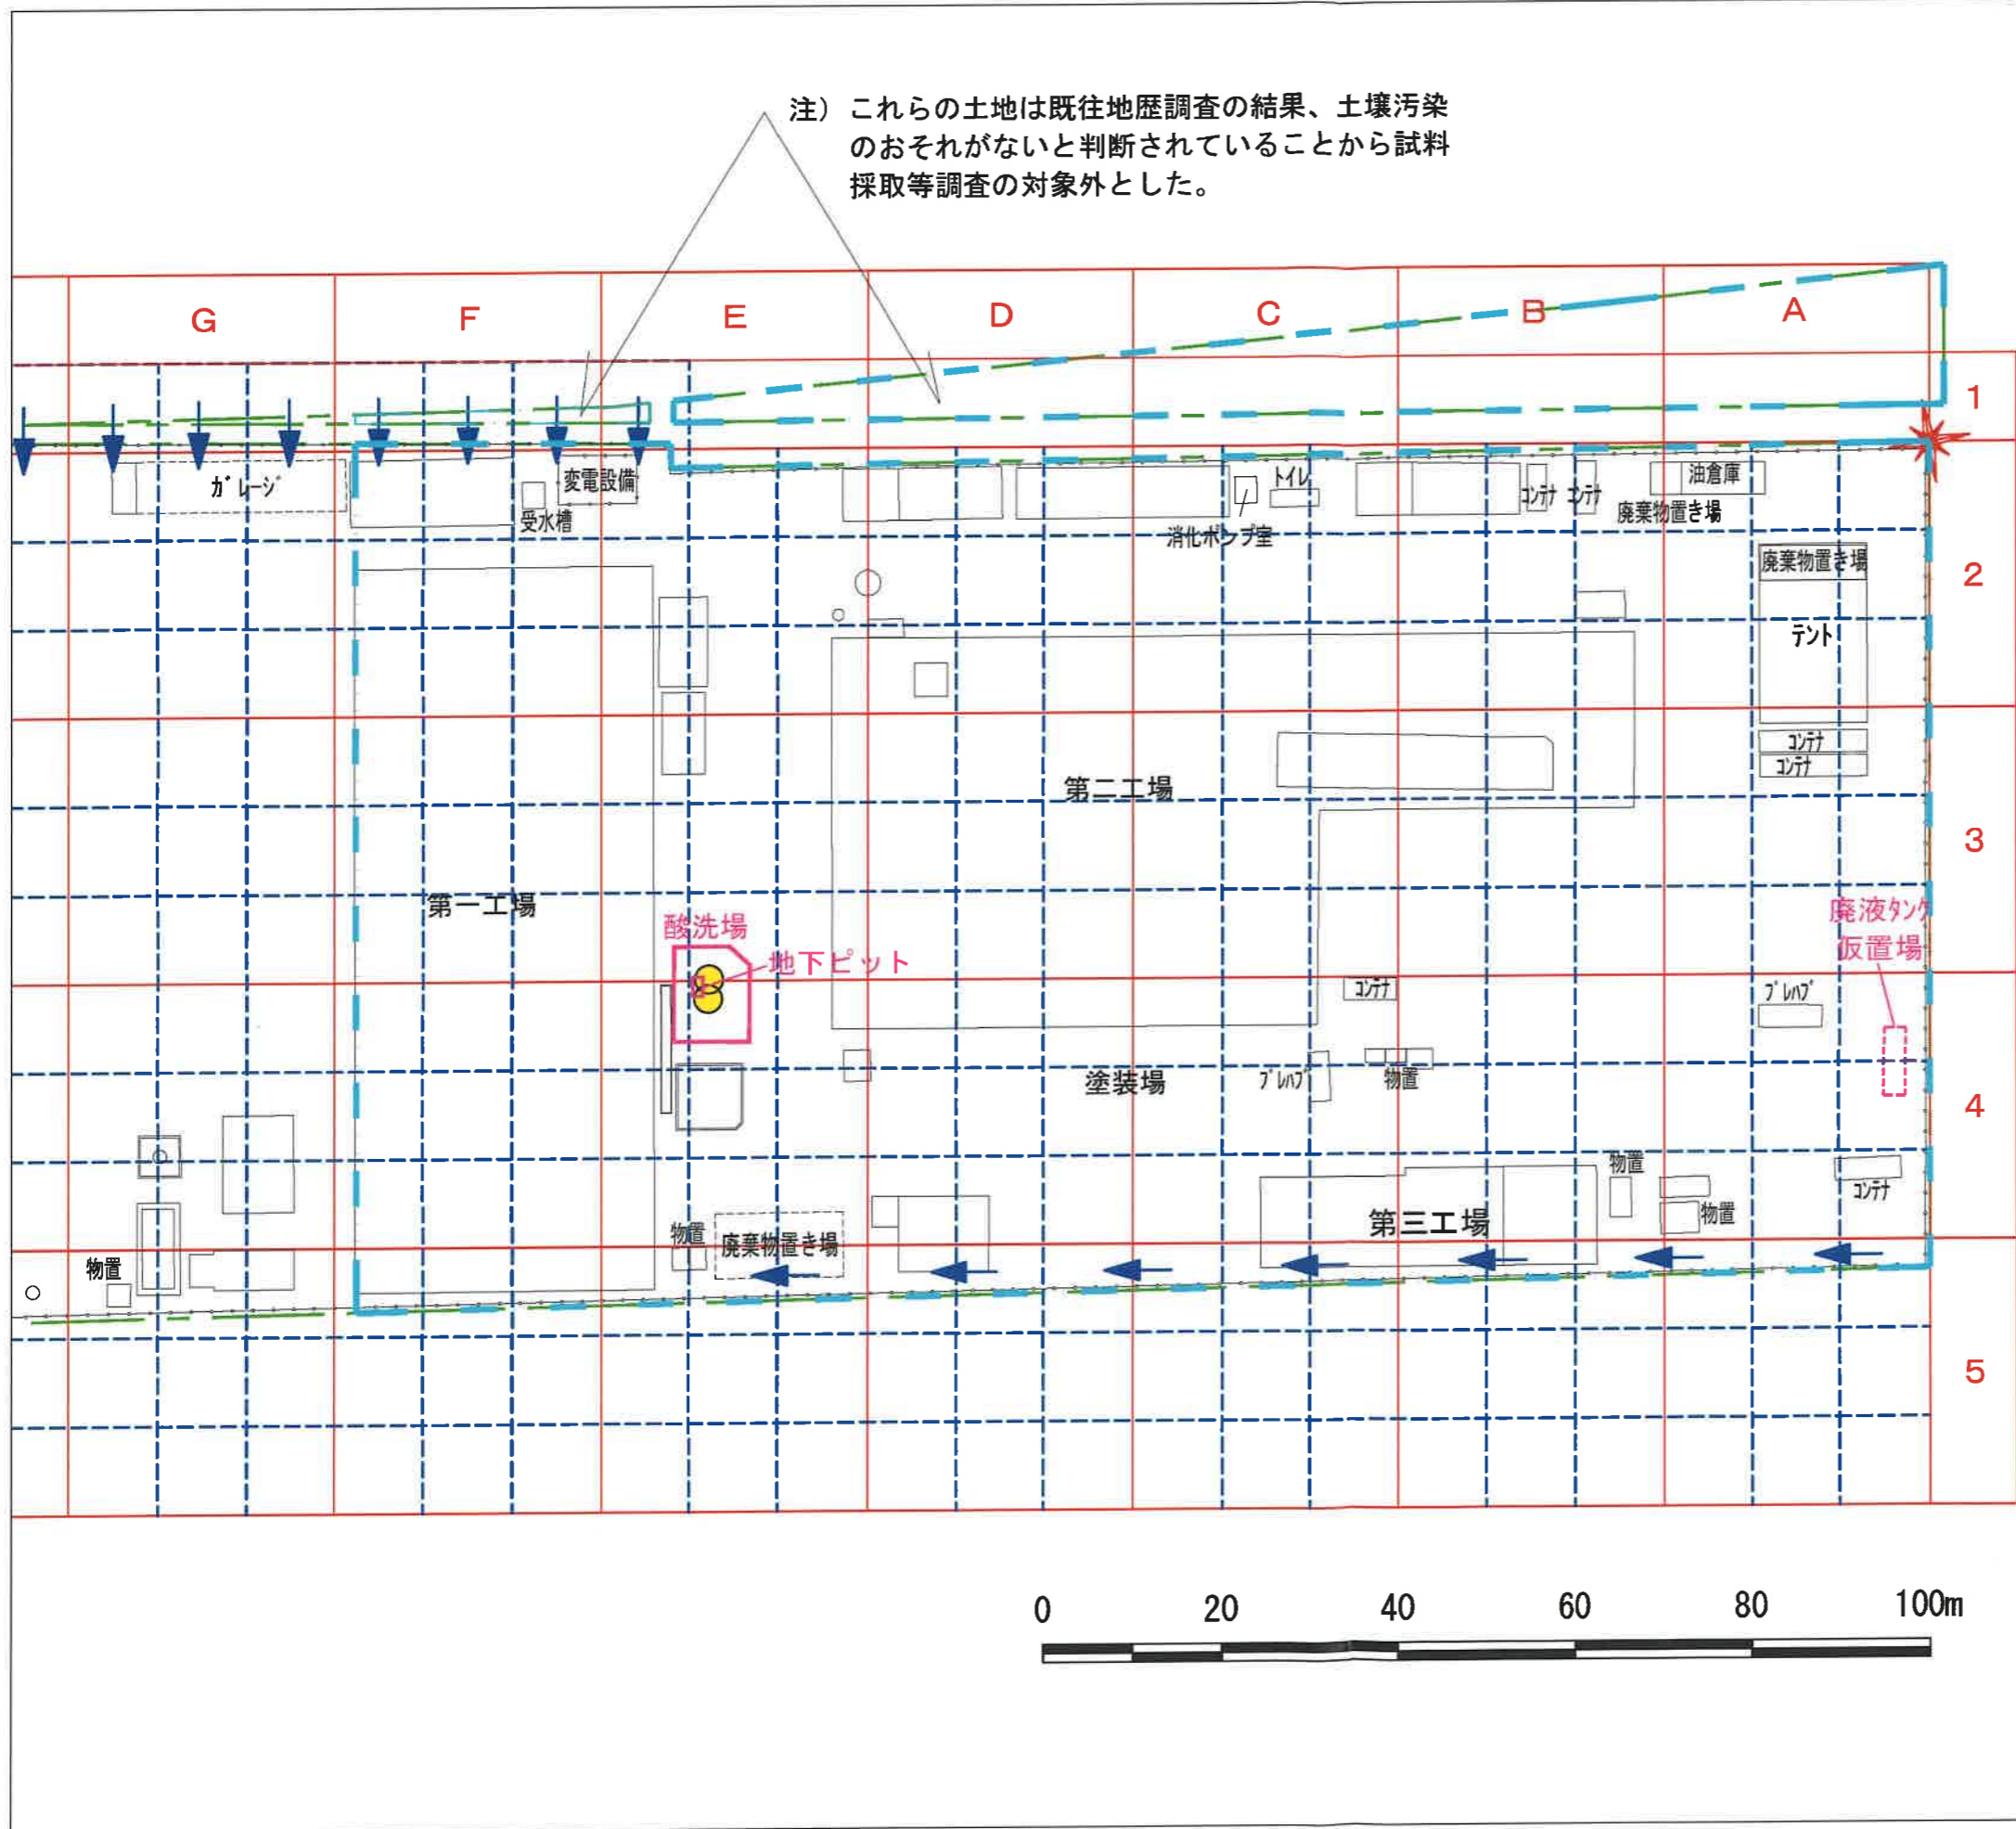 注) これらの土地は既往地歴調査の結果、土壌汚染
のおそれがないと判断されていることから試料
採取等調査の対象外とした。
G F E D C B A
1
ガレージ
変電設備
受水槽
トイレ
消化ポンプ室
コンテナ コンテナ
油倉庫
廃棄物置き場
2
廃棄物置き場
テント
コンテナ
コンテナ
第二工場
3
第一工場
酸洗場
地下ピット
廃液タンク
仮置場
コンテナ
プレハブ
塗装場
プレハブ
物置
4
物置
コンテナ
物置
第三工場
物置
廃棄物置き場
物置
5
0 20 40 60 80 100m